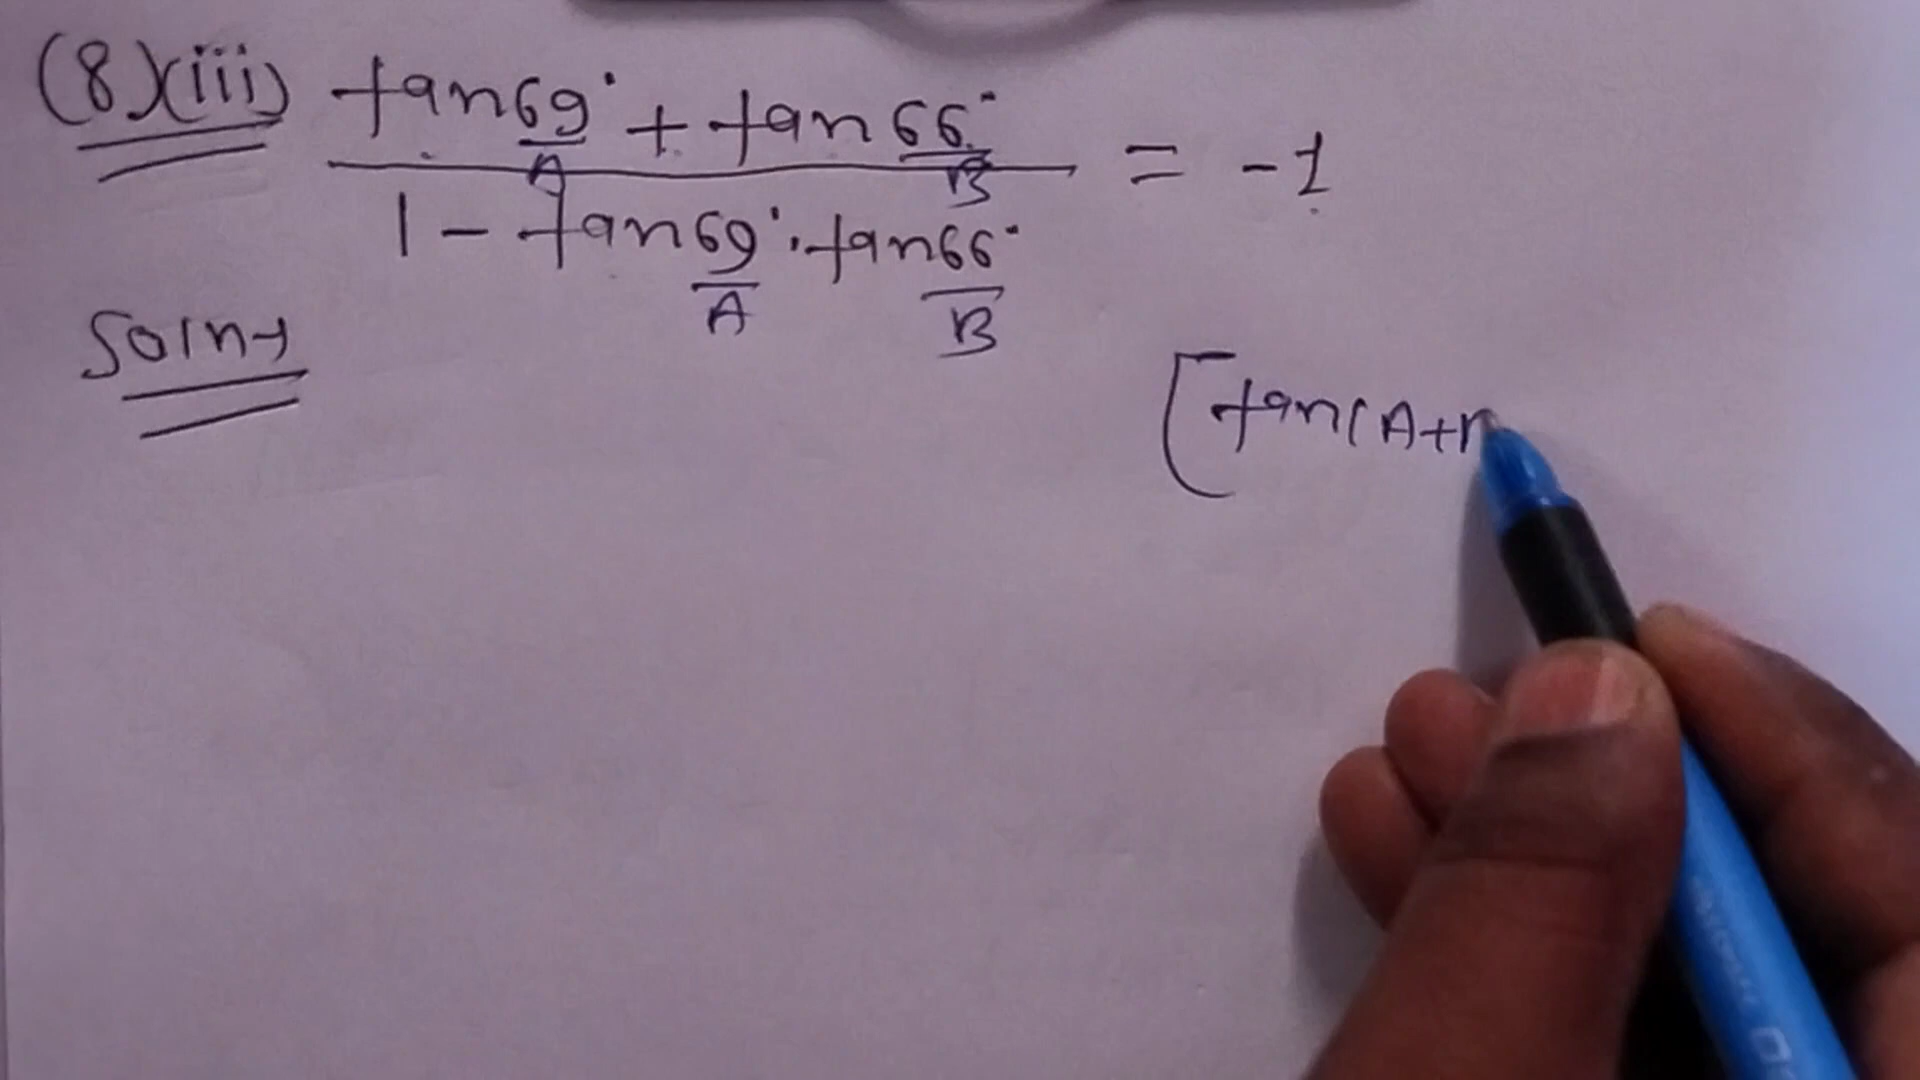 (8)(iii) tan69° + tan66° = -1
A B
1 - tan69°.tan66°
A B
Soln→
[tan(A+